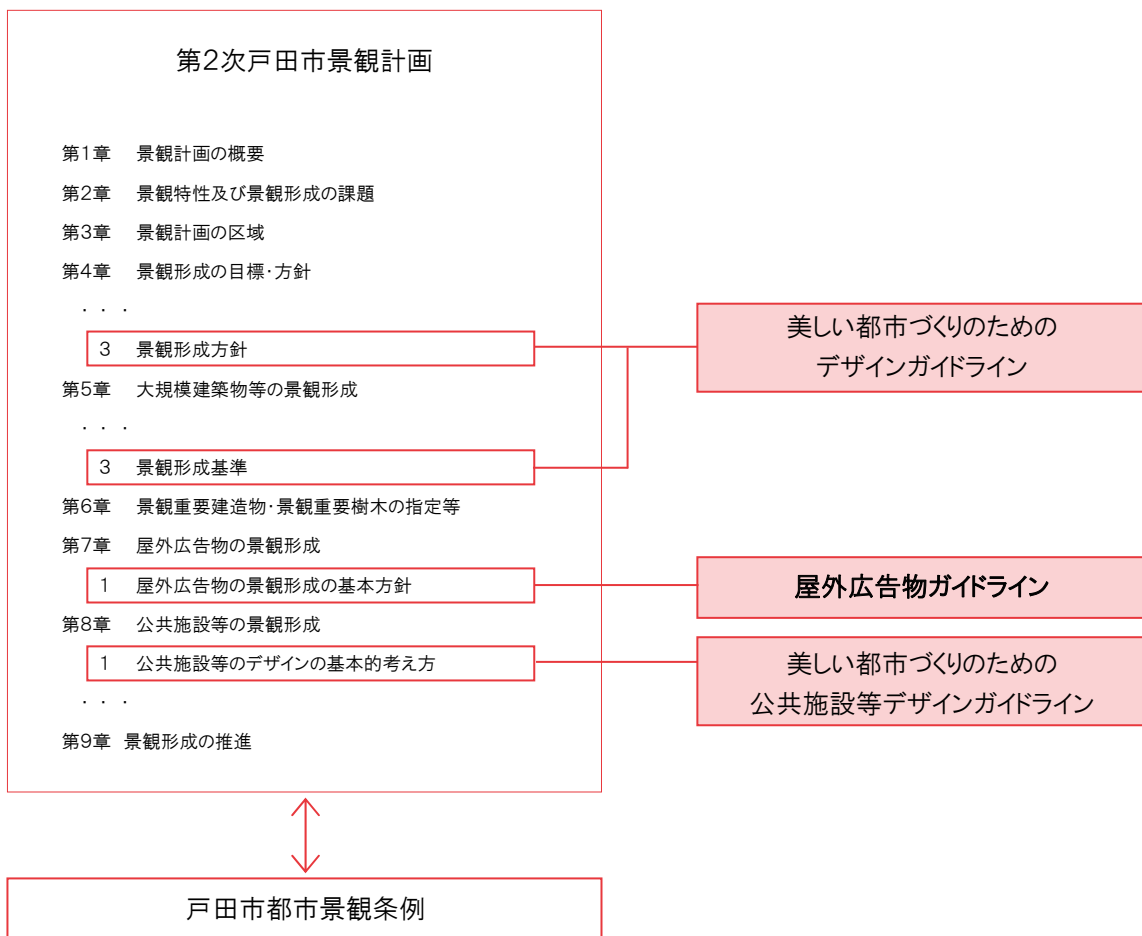 第2次戸田市景観計画
第1章 景観計画の概要
第2章 景観特性及び景観形成の課題
第3章 景観計画の区域
第4章 景観形成の目標・方針
・・・
3 景観形成方針
第5章 大規模建築物等の景観形成
・・・
3 景観形成基準
第6章 景観重要建造物・景観重要樹木の指定等
第7章 屋外広告物の景観形成
1 屋外広告物の景観形成の基本方針
第8章 公共施設等の景観形成
1 公共施設等のデザインの基本的考え方
・・・
第9章 景観形成の推進
美しい都市づくりのための
デザインガイドライン
屋外広告物ガイドライン
美しい都市づくりのための
公共施設等デザインガイドライン
戸田市都市景観条例